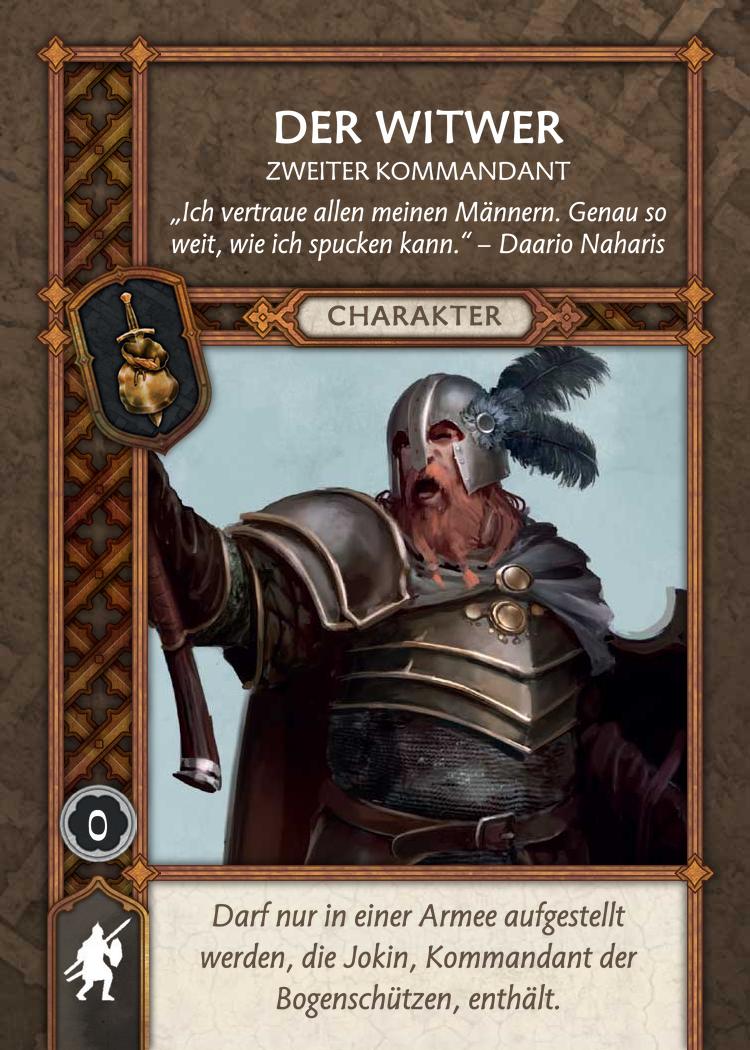 DER WITWER
ZWEITER KOMMANDANT
„Ich vertraue allen meinen Männern. Genau so
weit, wie ich spucken kann.“ – Daario Naharis
CHARAKTER
0
Darf nur in einer Armee aufgestellt
werden, die Jokin, Kommandant der
Bogenschützen, enthält.